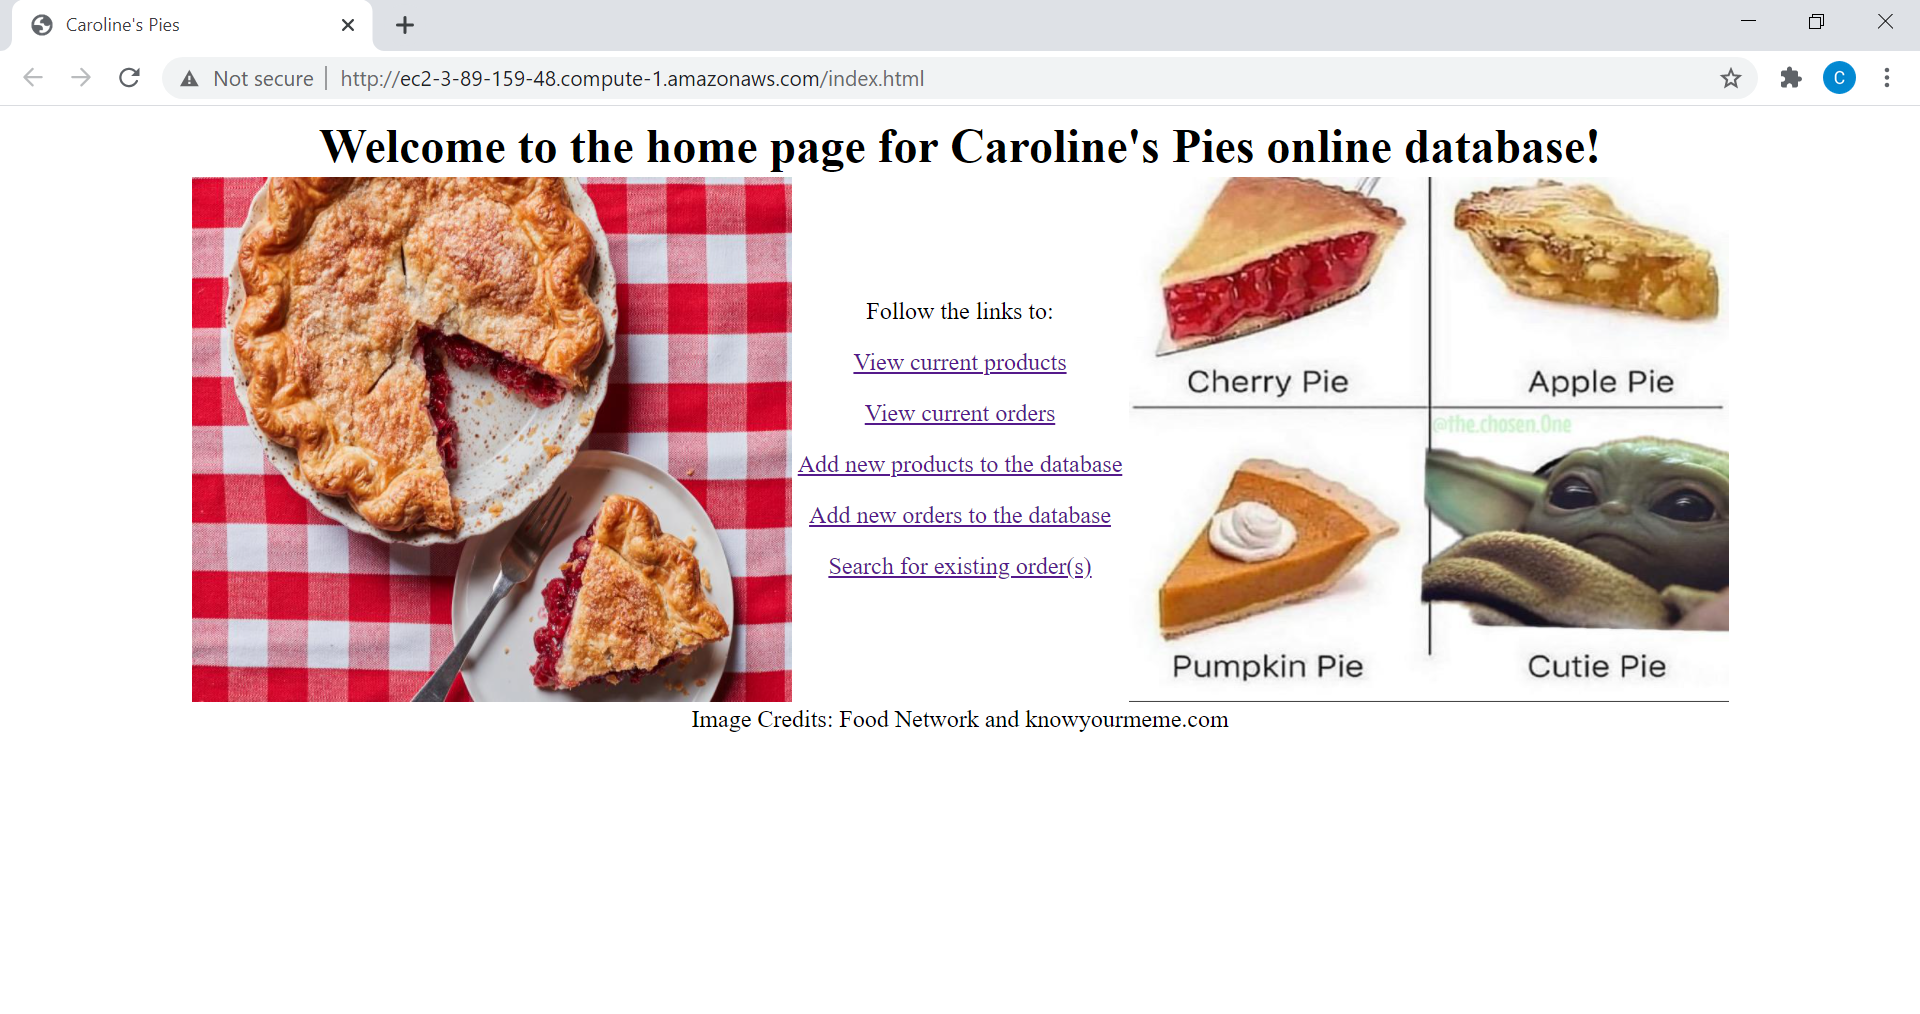 Caroline's Pies
Not secure
http://ec2-3-89-159-48.compute-1.amazonaws.com/index.html
C
Welcome to the home page for Caroline's Pies online database!
Follow the links to:
View current products
View current orders
Add new products to the database
Add new orders to the database
Search for existing order(s)
Cherry Pie
Apple Pie
@the.chosen.One
Pumpkin Pie
Cutie Pie
Image Credits: Food Network and knowyourmeme.com